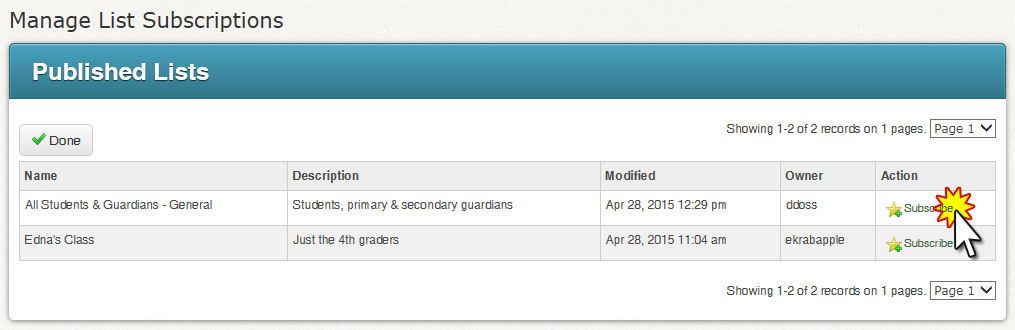 Manage List Subscriptions
Published Lists
Done
Showing 1-2 of 2 records on 1 pages. Page 1
Name Description Modified Owner Action
All Students & Guardians - General Students, primary & secondary guardians Apr 28, 2015 12:29 pm ddoss Subscribe
Edna's Class Just the 4th graders Apr 28, 2015 11:04 am ekrabapple Subscribe
Showing 1-2 of 2 records on 1 pages. Page 1